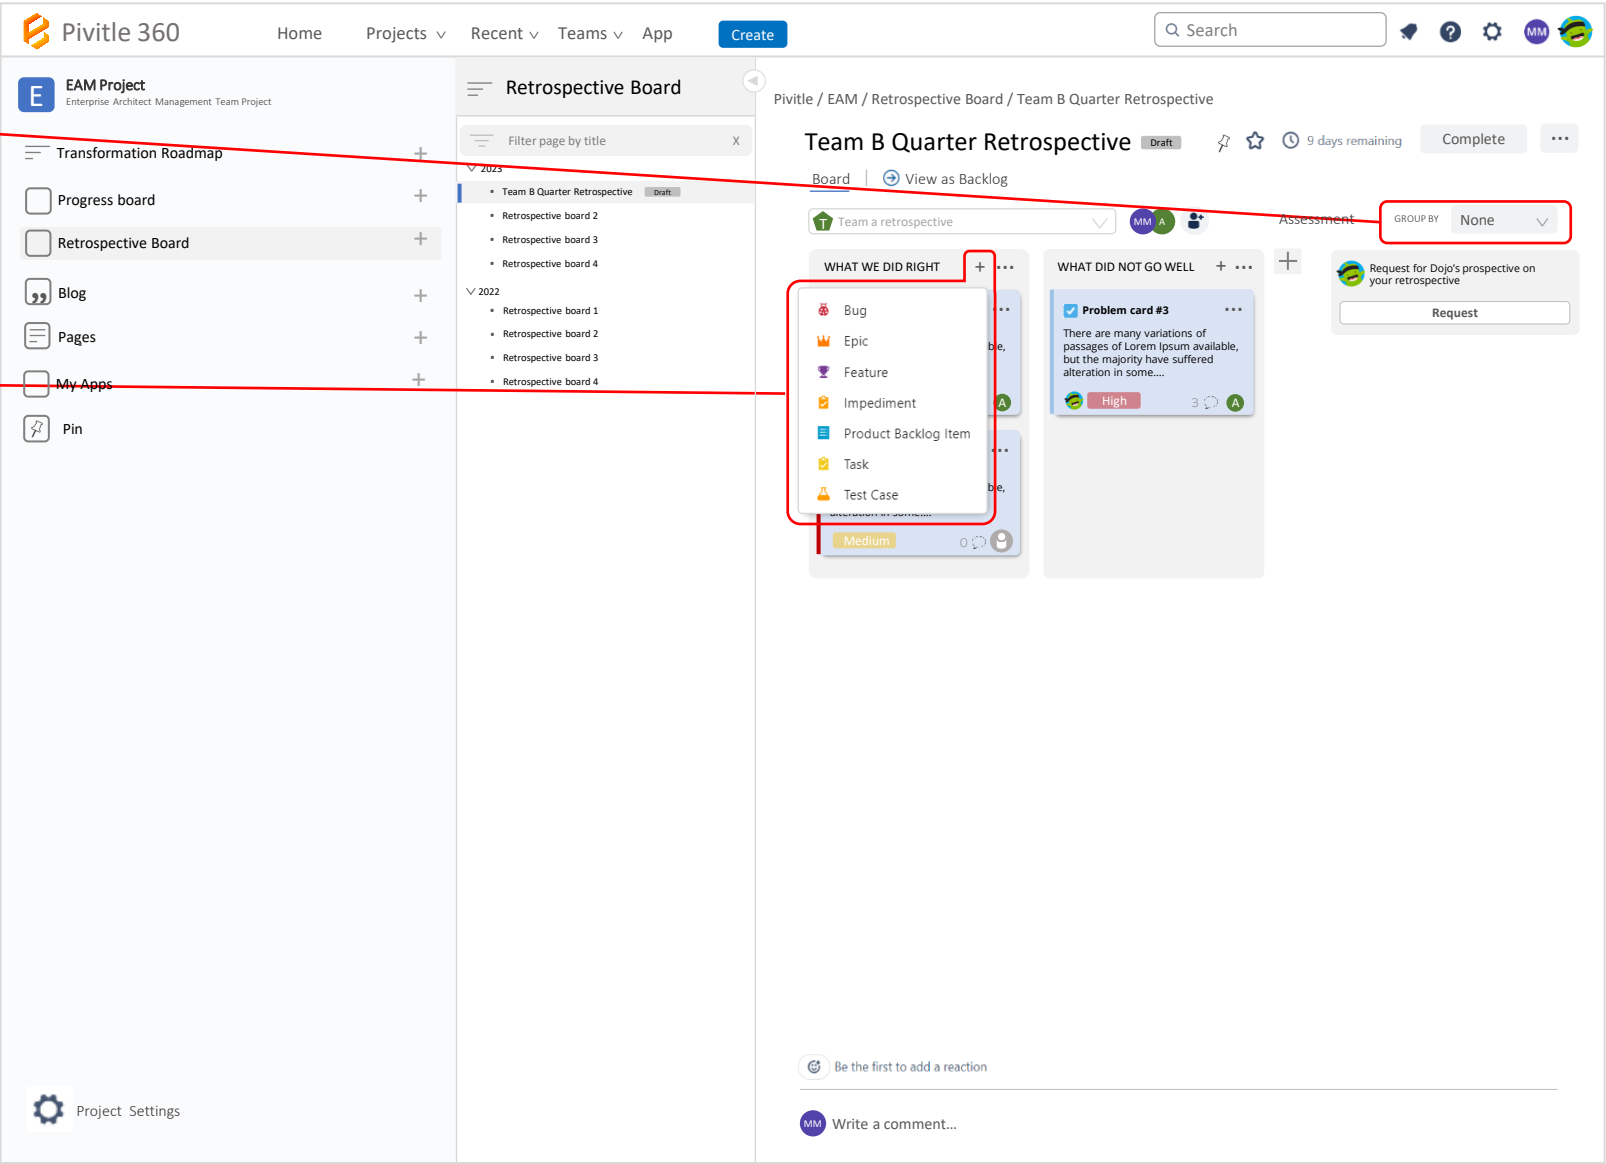 Pivitle 360
Home Projects Recent Teams App Create
Search
MM
E
EAM Project
Enterprise Architect Management Team Project
Transformation Roadmap +
Progress board +
Retrospective Board +
Blog +
Pages +
My Apps +
Pin
Project Settings
Retrospective Board
Filter page by title X
2023
Team B Quarter Retrospective Draft
Retrospective board 2
Retrospective board 3
Retrospective board 4
2022
Retrospective board 1
Retrospective board 2
Retrospective board 3
Retrospective board 4
Pivitle / EAM / Retrospective Board / Team B Quarter Retrospective
Team B Quarter Retrospective Draft
9 days remaining Complete ...
Board View as Backlog
T Team a retrospective MM A
Assessment GROUP BY None
WHAT WE DID RIGHT + ...
Bug
Epic
Feature
Impediment
Product Backlog Item
Task
Test Case
ble,
A
ble,
alteration in some....
Medium 0
WHAT DID NOT GO WELL + ...
Problem card #3 ...
There are many variations of
passages of Lorem Ipsum available,
but the majority have suffered
alteration in some....
High 3 A
+
Request for Dojo's prospective on
your retrospective
Request
Be the first to add a reaction
MM Write a comment...